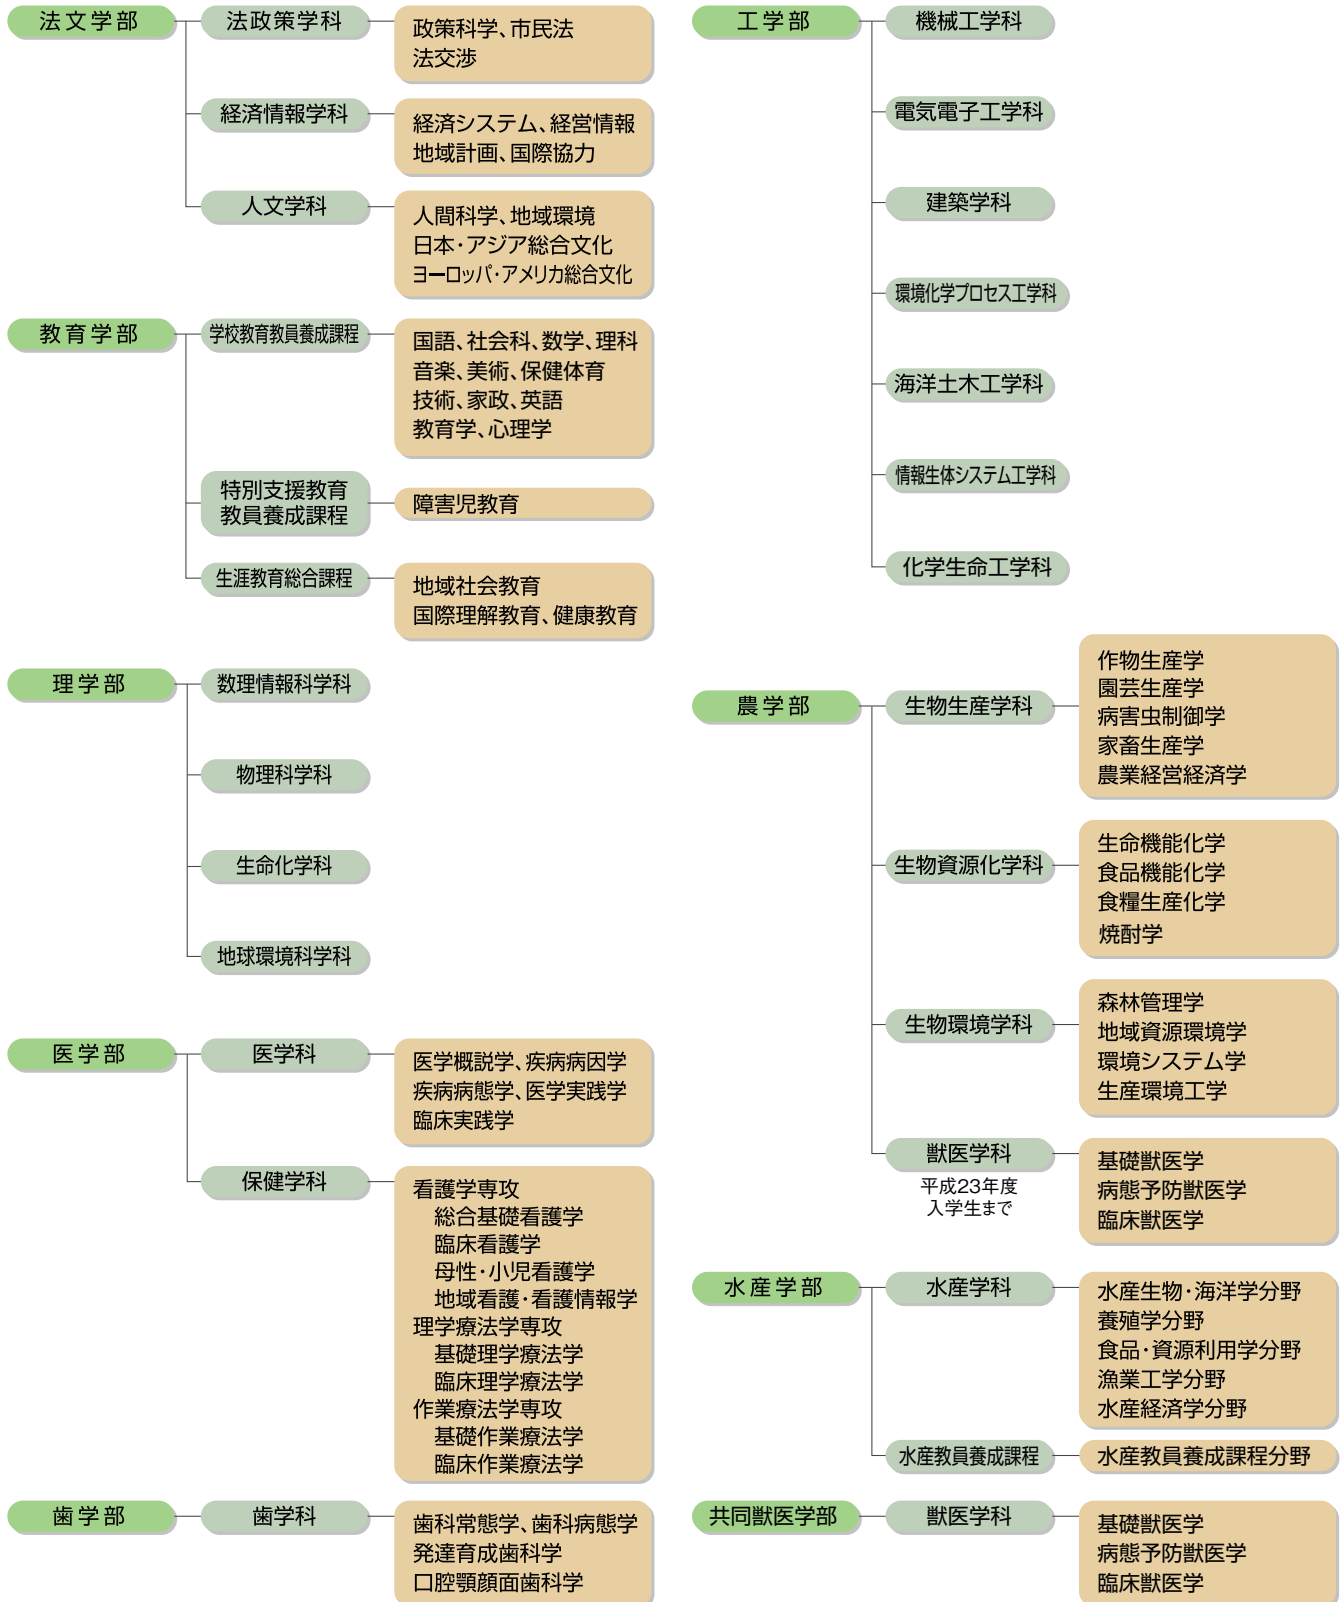 法文学部
法政策学科
政策科学、市民法
法交渉
経済情報学科
経済システム、経営情報
地域計画、国際協力
人文学科
人間科学、地域環境
日本・アジア総合文化
ヨーロッパ・アメリカ総合文化
教育学部
学校教育教員養成課程
国語、社会科、数学、理科
音楽、美術、保健体育
技術、家政、英語
教育学、心理学
特別支援教育
教員養成課程
障害児教育
生涯教育総合課程
地域社会教育
国際理解教育、健康教育
理学部
数理情報科学科
物理科学科
生命化学科
地球環境科学科
医学部
医学科
医学概説学、疾病病因学
疾病病態学、医学実践学
臨床実践学
保健学科
看護学専攻
総合基礎看護学
臨床看護学
母性・小児看護学
地域看護・看護情報学
理学療法学専攻
基礎理学療法学
臨床理学療法学
作業療法学専攻
基礎作業療法学
臨床作業療法学
歯学部
歯学科
歯科常態学、歯科病態学
発達育成歯科学
口腔顎顔面歯科学
工学部
機械工学科
電気電子工学科
建築学科
環境化学プロセス工学科
海洋土木工学科
情報生体システム工学科
化学生命工学科
農学部
生物生産学科
作物生産学
園芸生産学
病害虫制御学
家畜生産学
農業経営経済学
生物資源化学科
生命機能化学
食品機能化学
食糧生産化学
焼酎学
生物環境学科
森林管理学
地域資源環境学
環境システム学
生産環境工学
獣医学科
平成23年度
入学生まで
基礎獣医学
病態予防獣医学
臨床獣医学
水産学部
水産学科
水産生物・海洋学分野
養殖学分野
食品・資源利用学分野
漁業工学分野
水産経済学分野
水産教員養成課程
水産教員養成課程分野
共同獣医学部
獣医学科
基礎獣医学
病態予防獣医学
臨床獣医学